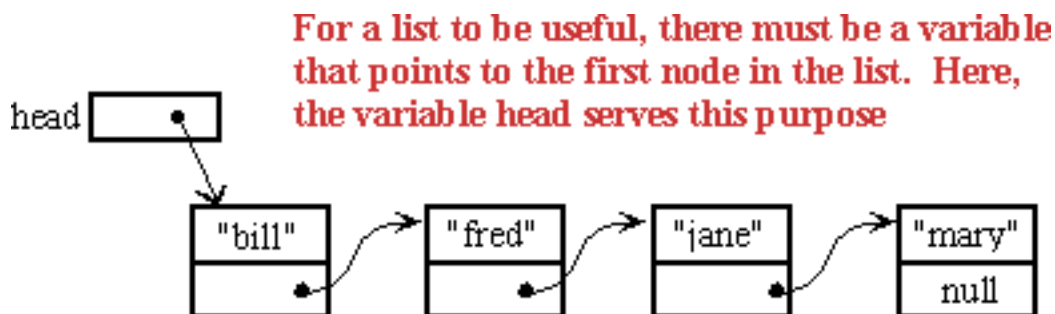 For a list to be useful, there must be a variable
that points to the first node in the list. Here,
the variable head serves this purpose
head
"bill"
"fred"
"jane"
"mary"
null